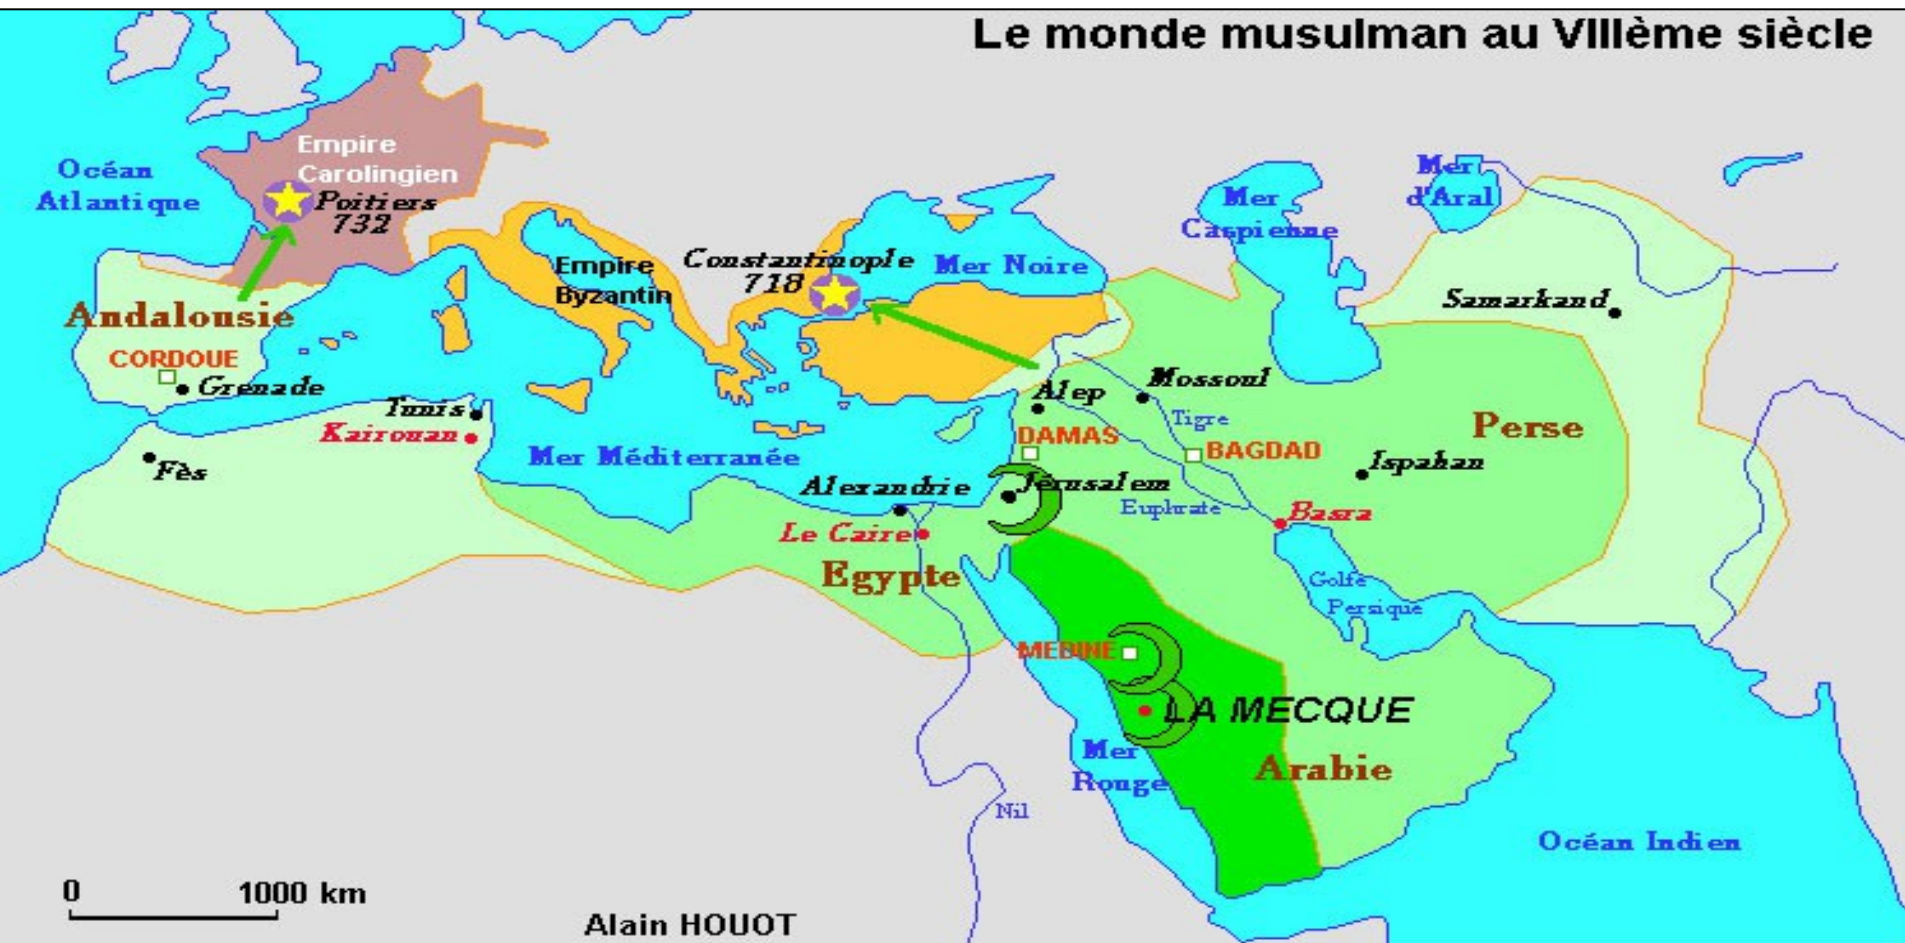 Le monde musulman au VIIIème siècle
Empire
Carolingien
Océan
Atlantique
Poitiers
732
Mer
Caspienne
Mer
d'Aral
Constantinople
718
Mer Noire
Empire
Byzantin
Samarkand
Andalousie
CORDOUE
Grenade
Tunis
Kairouan
Fès
Mer Méditerranée
Alep
Mossoul
Tigre
DAMAS
BAGDAD
Perse
Ispahan
Alexandrie
Jérusalem
Euphrate
Basra
Le Caire
Egypte
Golfe
Persique
MEDINE
LA MECQUE
Mer
Rouge
Arabie
Nil
Océan Indien
0 1000 km
Alain HOUOT